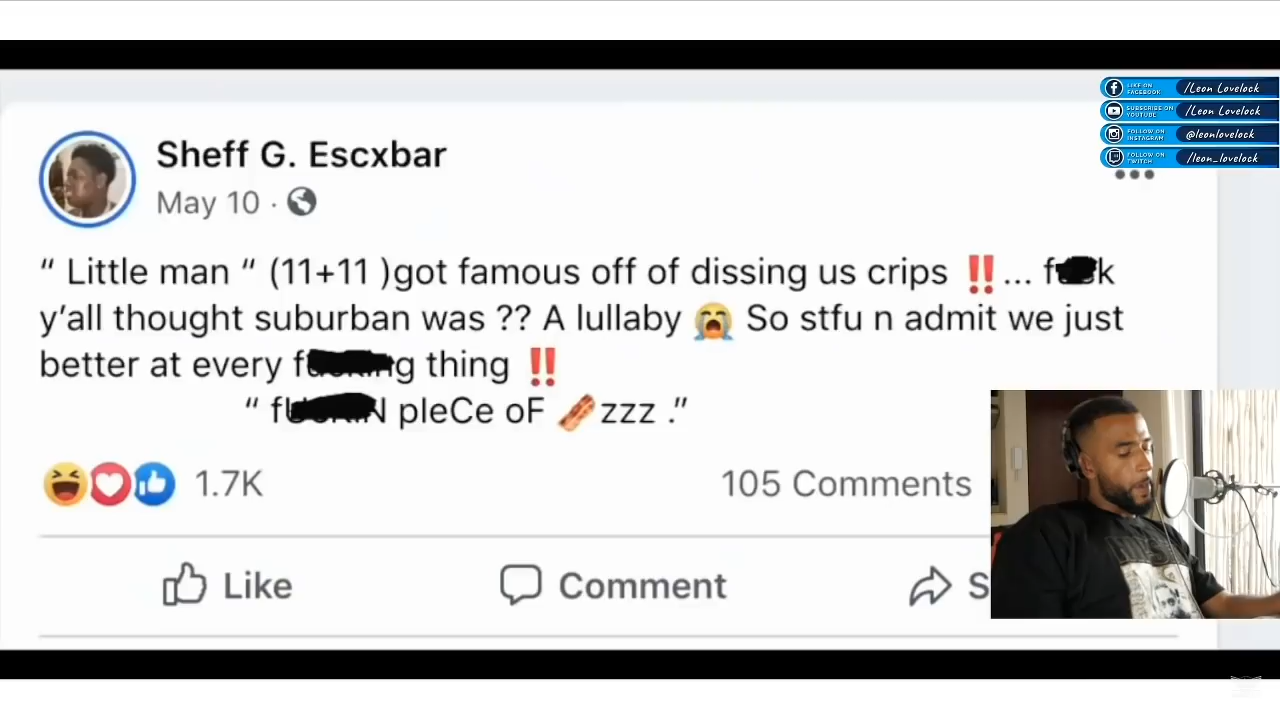 LIKE ON FACEBOOK /Leon Lovelock
SUBSCRIBE ON YOUTUBE /Leon Lovelock
FOLLOW ON INSTAGRAM @leonlovelock
FOLLOW ON TWITCH /leon_lovelock
Sheff G. Escxbar
May 10 ·
“ Little man “ (11+11 )got famous off of dissing us crips ‼️... f k
y’all thought suburban was ?? A lullaby 😭 So stfu n admit we just
better at every f g thing ‼️
“ f N pleCe oF 🥓zzz .”
1.7K 105 Comments
Like Comment S